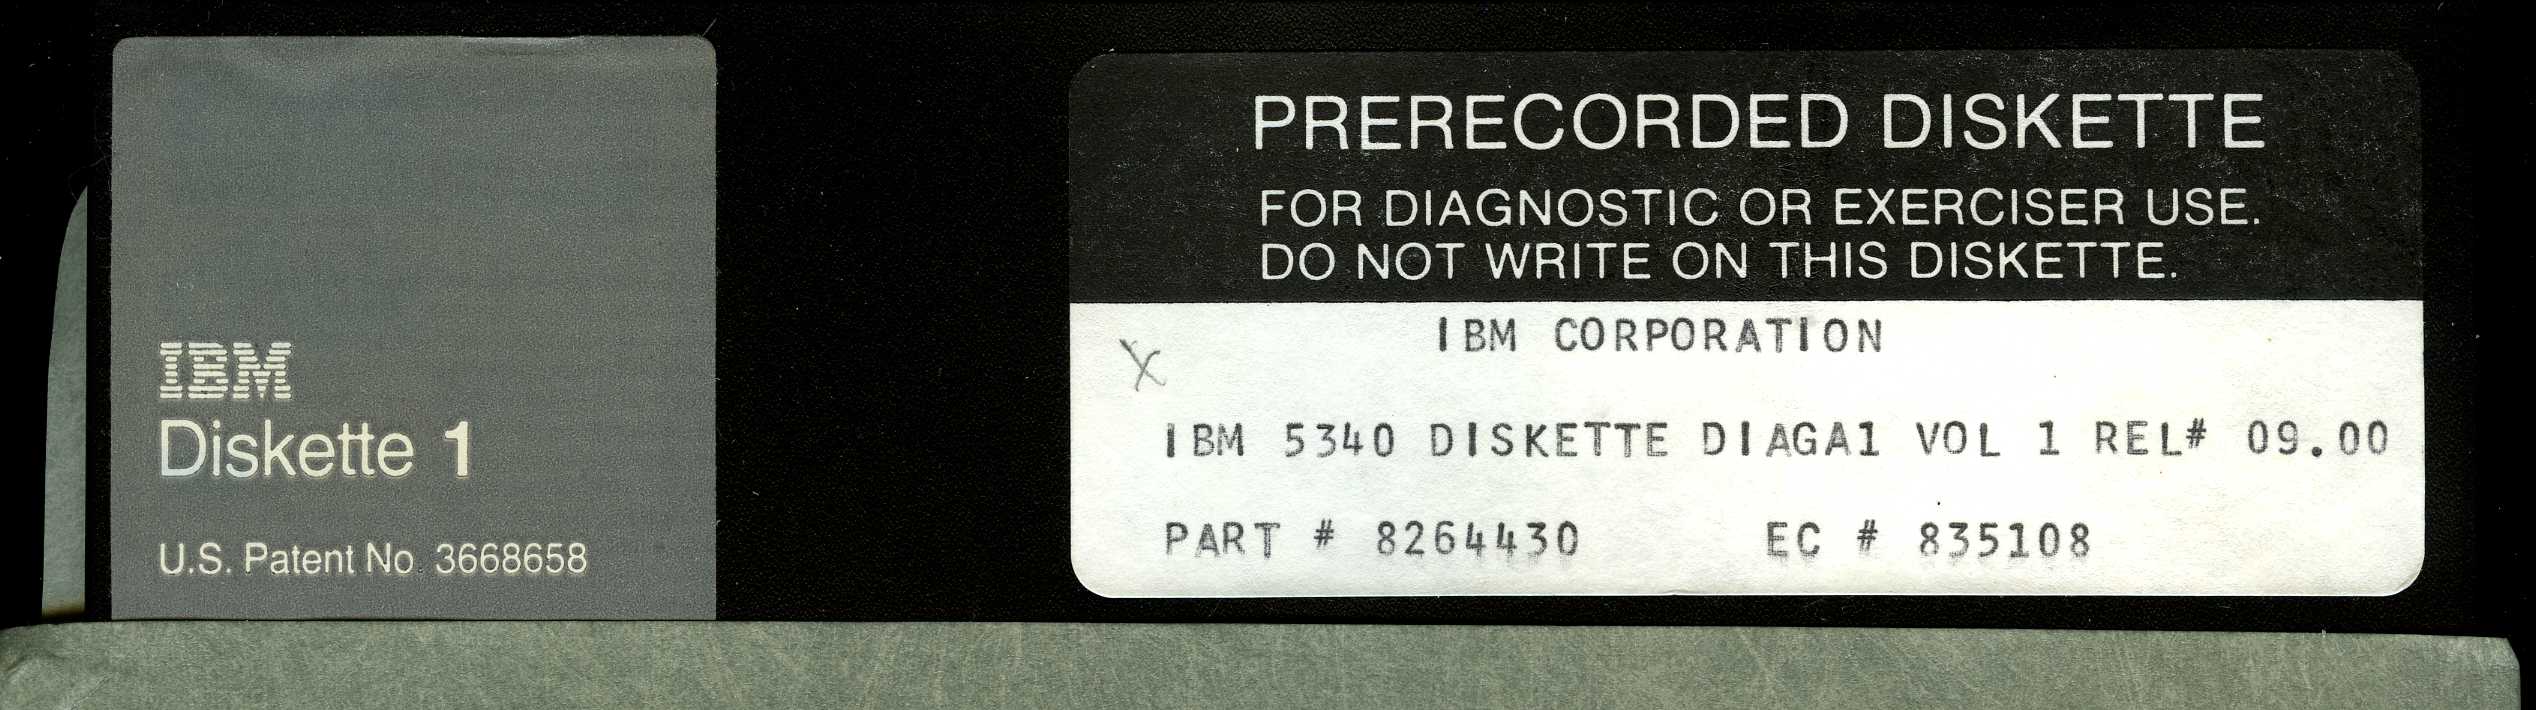 IBM
Diskette 1
U.S. Patent No. 3668658
PRERECORDED DISKETTE
FOR DIAGNOSTIC OR EXERCISER USE.
DO NOT WRITE ON THIS DISKETTE.
X
IBM CORPORATION
IBM 5340 DISKETTE DIAGA1 VOL 1 REL# 09.00
PART # 8264430 EC # 835108